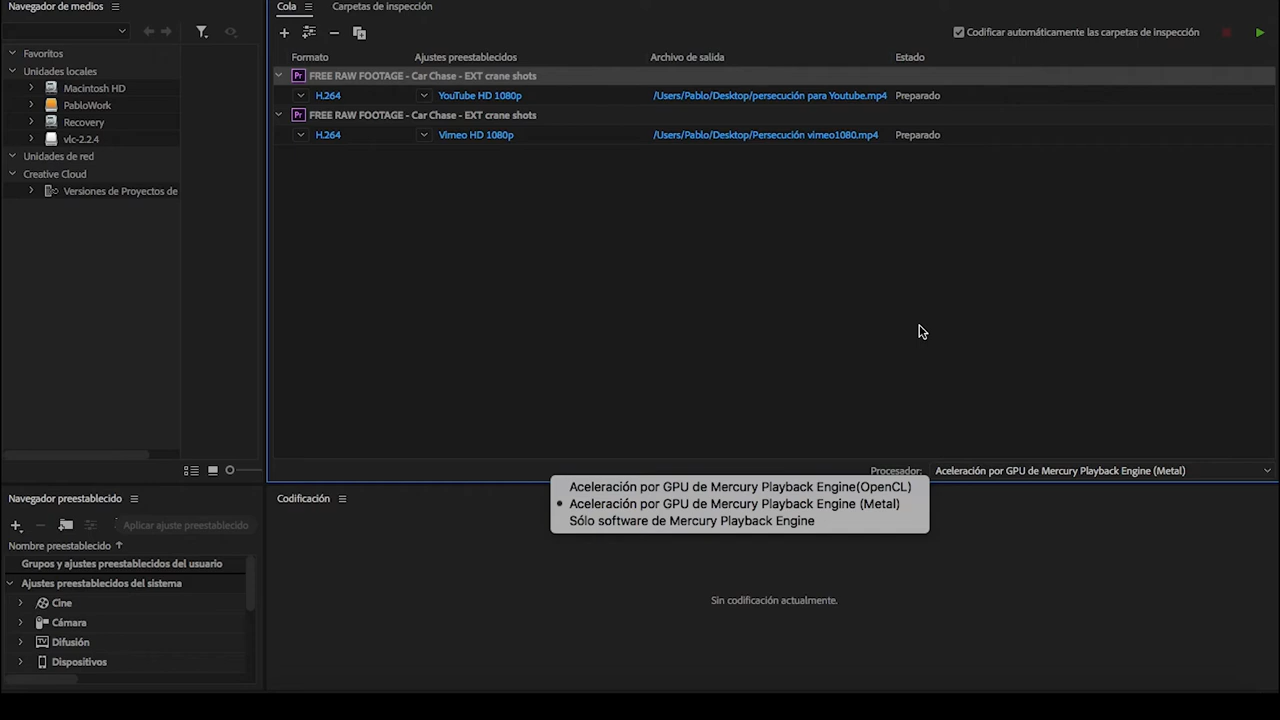 Navegador de medios
Cola
Carpetas de inspección
Codificar automáticamente las carpetas de inspección
Favoritos
Unidades locales
Macintosh HD
PabloWork
Recovery
vlc-2.2.4
Unidades de red
Creative Cloud
Versiones de Proyectos de
Formato Ajustes preestablecidos Archivo de salida Estado
Pr FREE RAW FOOTAGE - Car Chase - EXT crane shots
H.264 YouTube HD 1080p /Users/Pablo/Desktop/persecución para Youtube.mp4 Preparado
Pr FREE RAW FOOTAGE - Car Chase - EXT crane shots
H.264 Vimeo HD 1080p /Users/Pablo/Desktop/Persecución vimeo1080.mp4 Preparado
Procesador: Aceleración por GPU de Mercury Playback Engine (Metal)
Aceleración por GPU de Mercury Playback Engine(OpenCL)
Aceleración por GPU de Mercury Playback Engine (Metal)
Sólo software de Mercury Playback Engine
Navegador preestablecido
Aplicar ajuste preestablecido
Nombre preestablecido
Grupos y ajustes preestablecidos del usuario
Ajustes preestablecidos del sistema
Cine
Cámara
TV Difusión
Dispositivos
Codificación
Sin codificación actualmente.